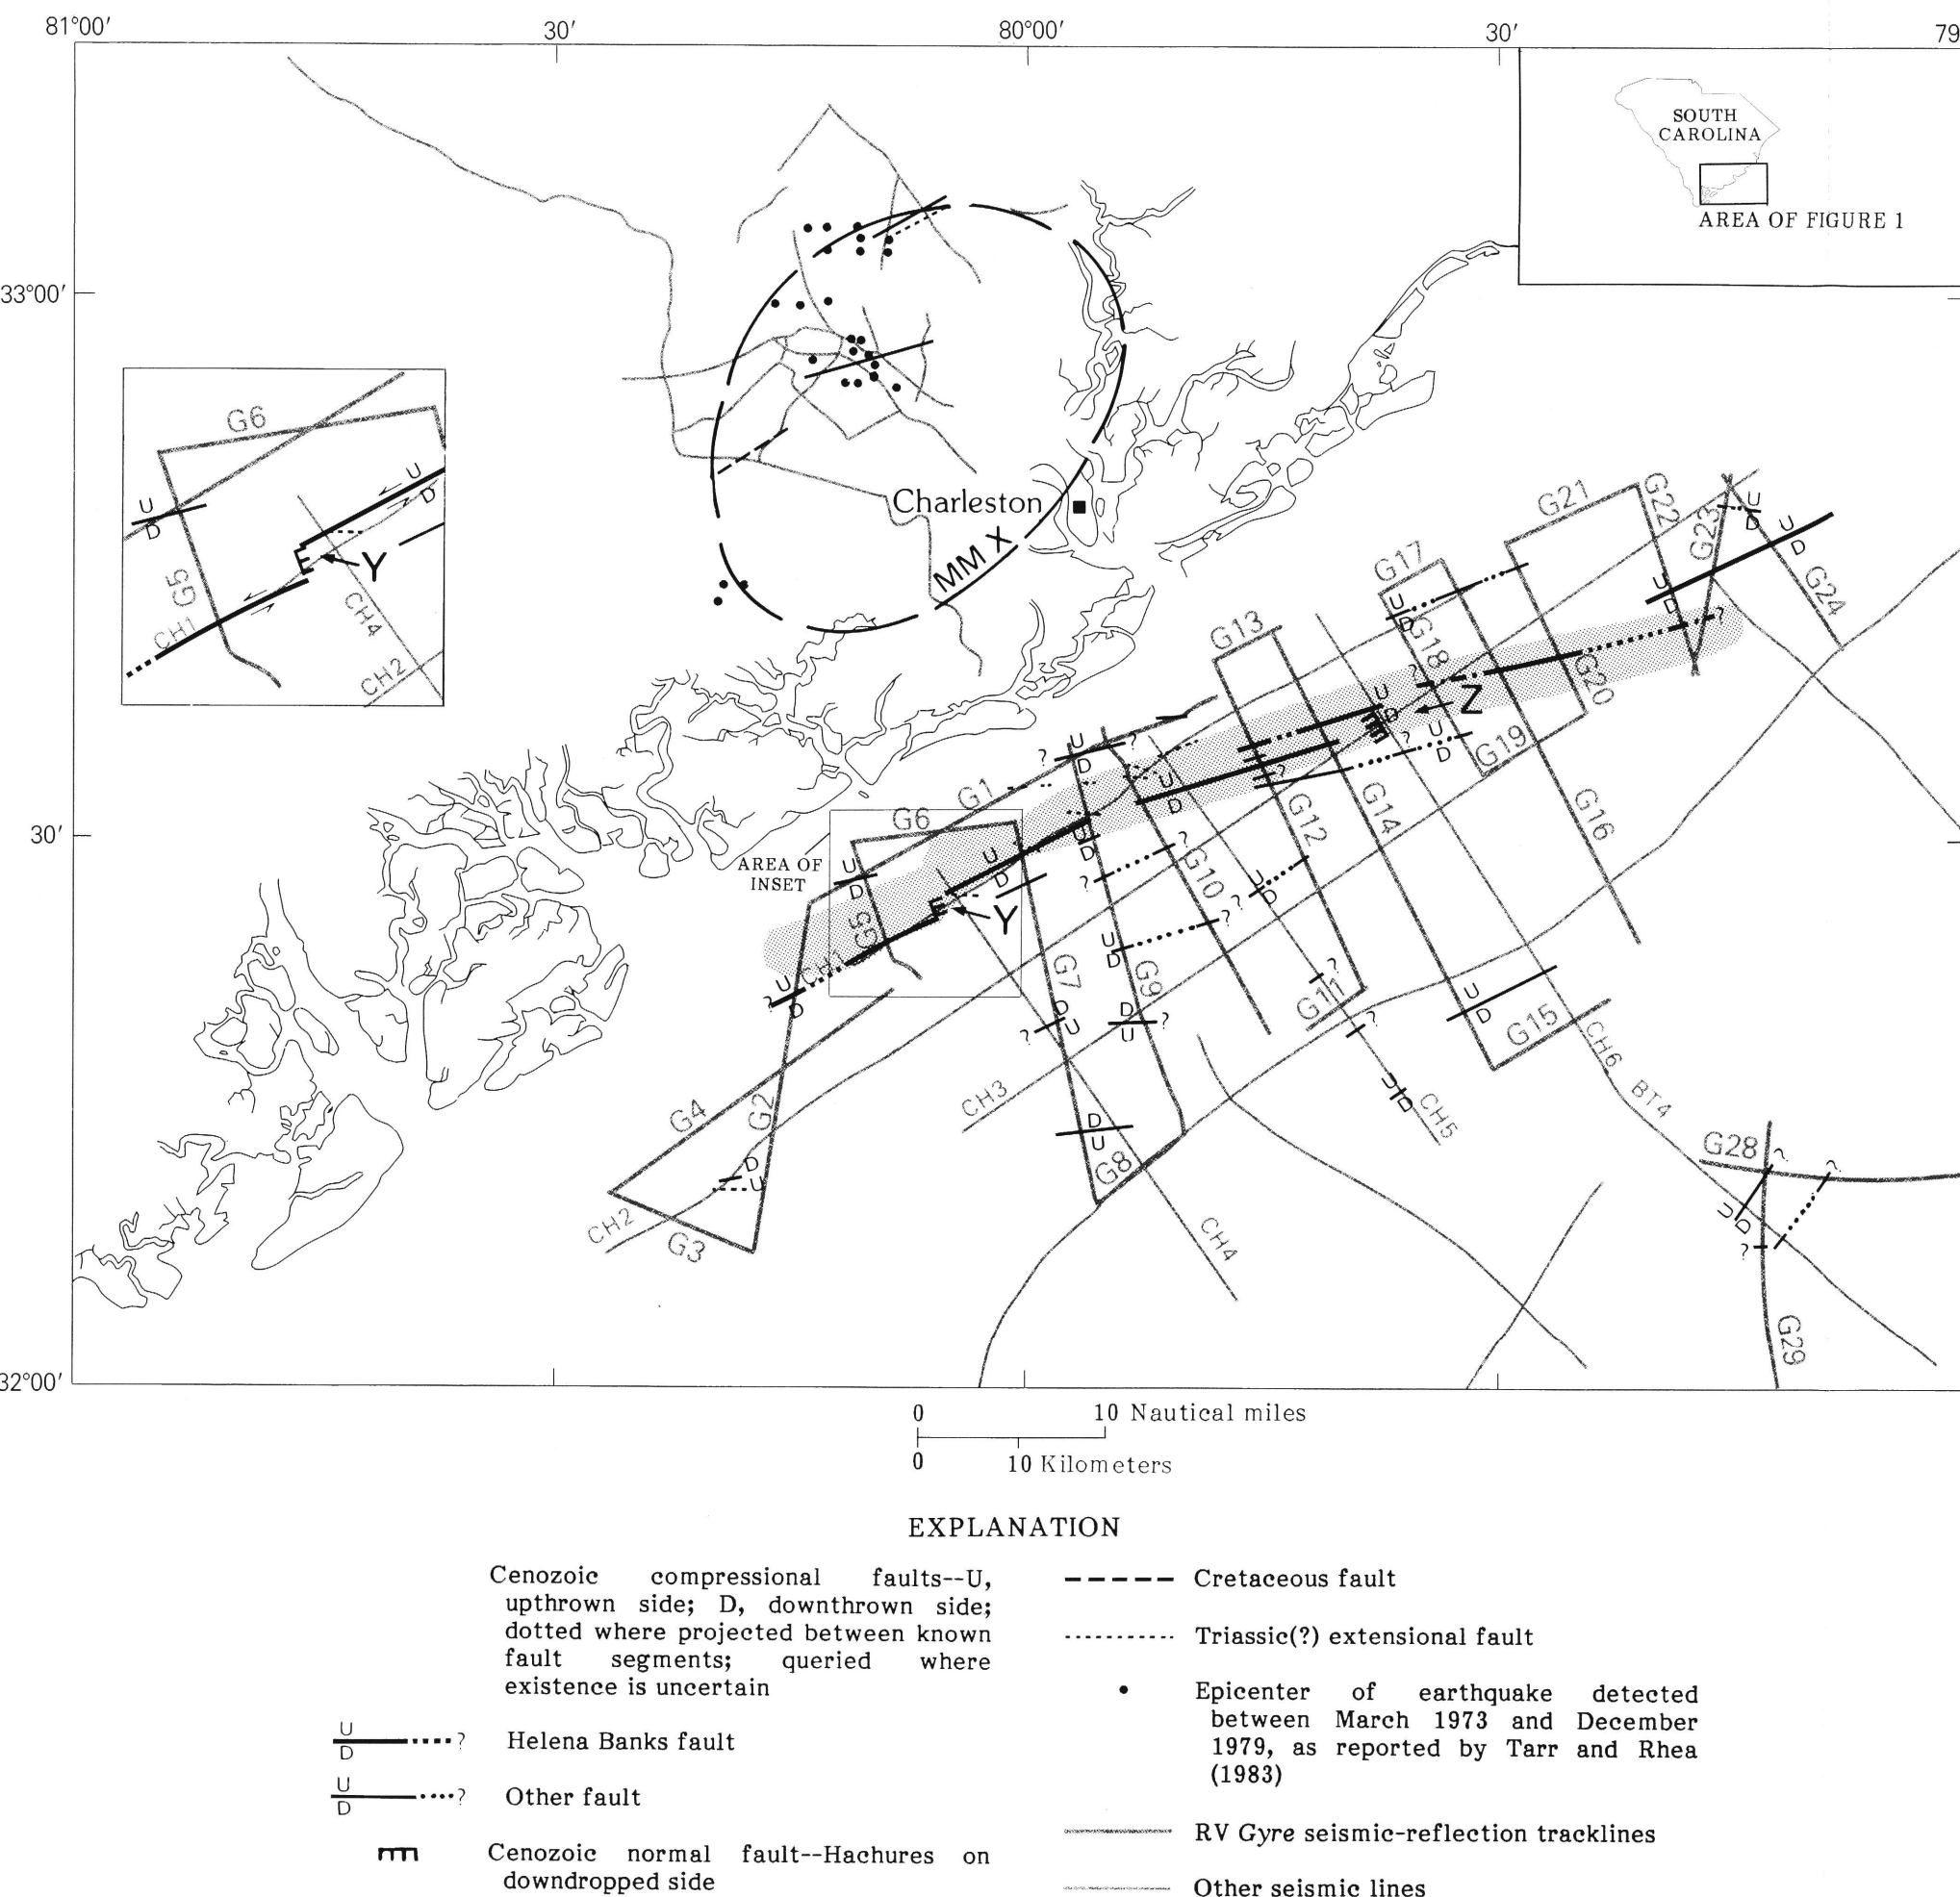 81°00′
30′
80°00′
30′
79
SOUTH
CAROLINA
AREA OF FIGURE 1
33°00′
G6
U
D
U
D
Y
G5
CH1
CH4
CH2
Charleston
MM X
G21
G22
G23
U
D
U
D
G24
U
D
G17
U
D
G18
?
?
G13
Z
G20
U
D
U
D
?
G19
?
U
D
?
G1
U
D
?
G12
G14
G16
30′
G6
AREA OF
INSET
U
D
U
D
U
D
?
?
G10
?
U
D
G5
Y
CH1
U
D
?
U
D
?
G7
G9
?
G11
U
D
G15
D
U
?
D
U
?
?
CH6
BT4
CH3
U
D
CH5
G4
G2
D
U
G8
D
U
CH2
G3
CH4
G28
?
?
U
D
?
G29
32°00′
0
10 Nautical miles
0
10 Kilometers
EXPLANATION
Cenozoic compressional faults--U,
upthrown side; D, downthrown side;
dotted where projected between known
fault segments; queried where
existence is uncertain
U
D
?
Helena Banks fault
U
D
?
Other fault
Cenozoic normal fault--Hachures on
downdropped side
Cretaceous fault
Triassic(?) extensional fault
Epicenter of earthquake detected
between March 1973 and December
1979, as reported by Tarr and Rhea
(1983)
RV Gyre seismic-reflection tracklines
Other seismic lines